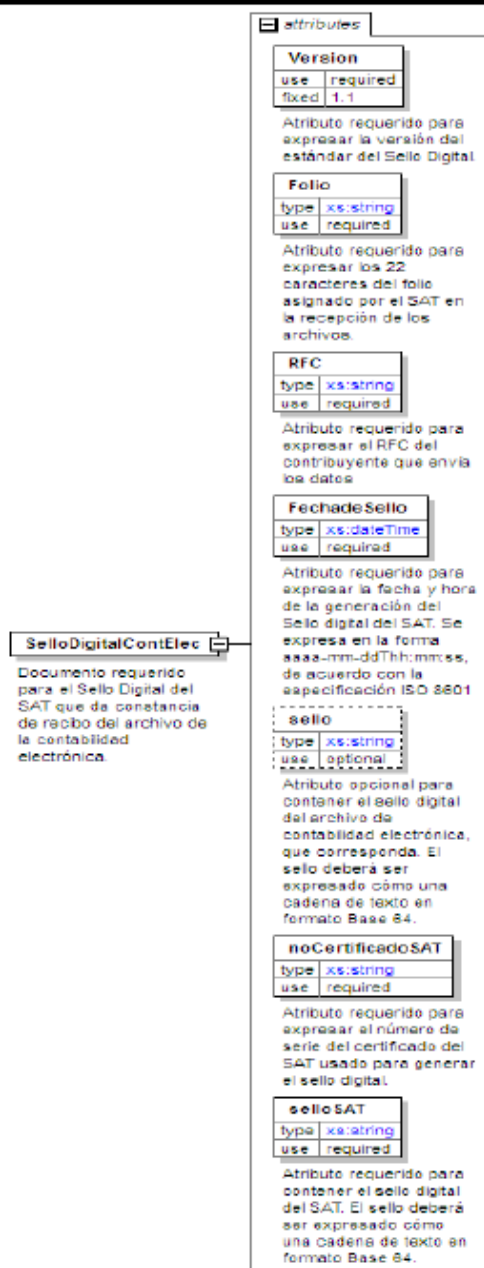 attributes
Version
use required
fixed 1.1
Atributo requerido para
expresar la versión del
estándar del Sello Digital.
Folio
type xs:string
use required
Atributo requerido para
expresar los 22
caracteres del folio
asignado por el SAT en
la recepción de los
archivos.
RFC
type xs:string
use required
Atributo requerido para
expresar el RFC del
contribuyente que envía
los datos
FechadeSello
type xs:dateTime
use required
Atributo requerido para
expresar la fecha y hora
de la generación del
Sello digital del SAT. Se
expresa en la forma
aaaa-mm-ddThh:mm:ss,
de acuerdo con la
especificación ISO 8601
SelloDigitalContElec
Documento requerido
para el Sello Digital del
SAT que da constancia
de recibo del archivo de
la contabilidad
electrónica.
sello
type xs:string
use optional
Atributo opcional para
contener el sello digital
del archivo de
contabilidad electrónica,
que corresponda. El
sello deberá ser
expresado cómo una
cadena de texto en
formato Base 64.
noCertificadoSAT
type xs:string
use required
Atributo requerido para
expresar el número de
serie del certificado del
SAT usado para generar
el sello digital.
selloSAT
type xs:string
use required
Atributo requerido para
contener el sello digital
del SAT. El sello deberá
ser expresado cómo
una cadena de texto en
formato Base 64.